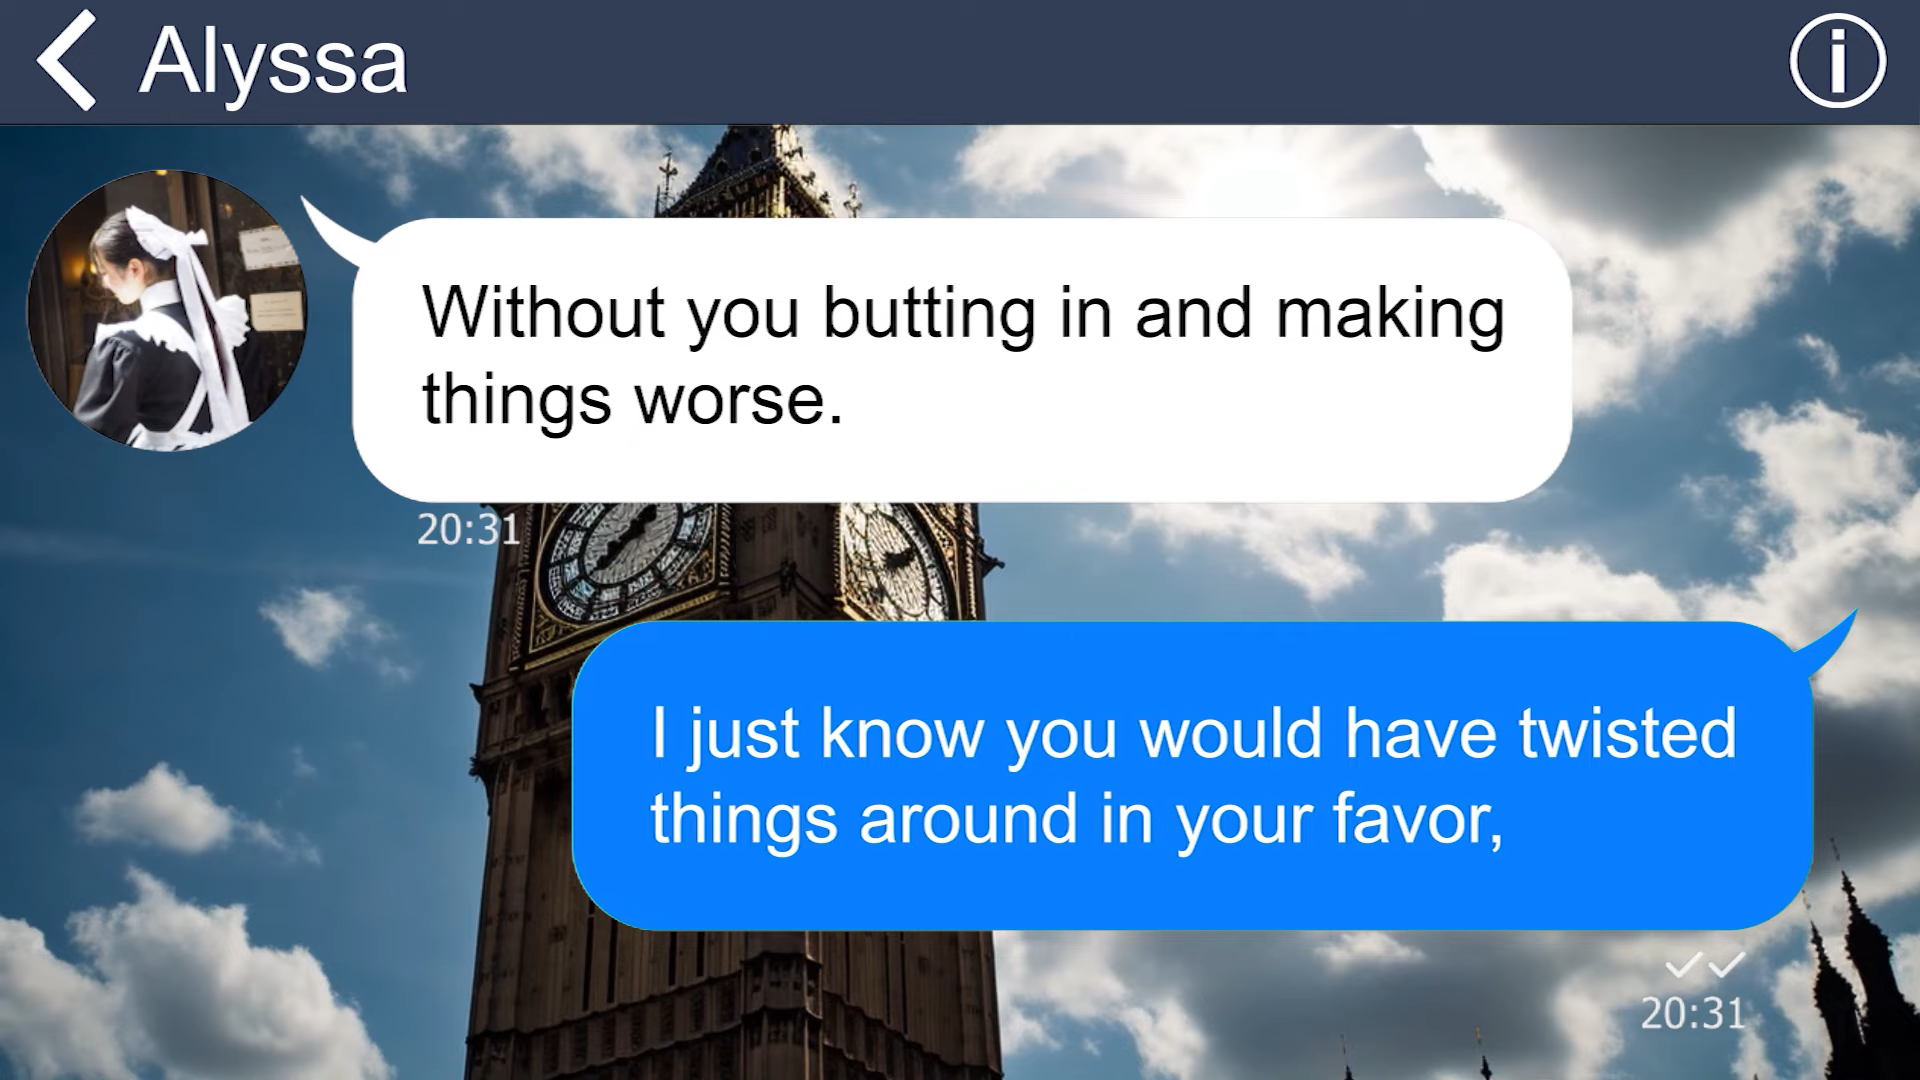 Alyssa
Without you butting in and making
things worse.
20:31
I just know you would have twisted
things around in your favor,
20:31